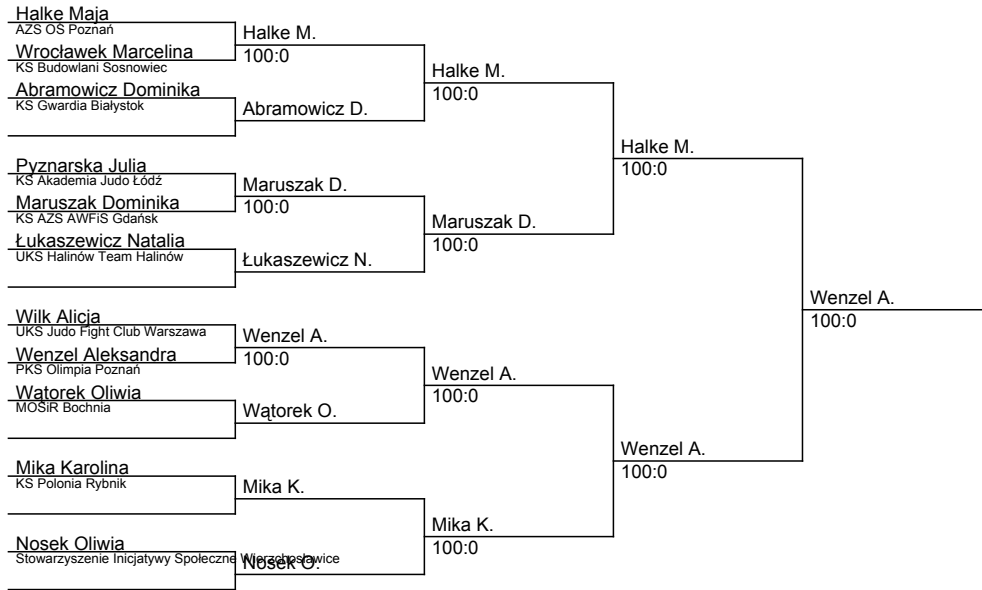 Halke Maja
AZS OŚ Poznań
Wrocławek Marcelina
KS Budowlani Sosnowiec
Abramowicz Dominika
KS Gwardia Białystok
Pyznarska Julia
KS Akademia Judo Łódź
Maruszak Dominika
KS AZS AWFiS Gdańsk
Łukaszewicz Natalia
UKS Halinów Team Halinów
Wilk Alicja
UKS Judo Fight Club Warszawa
Wenzel Aleksandra
PKS Olimpia Poznań
Wątorek Oliwia
MOSiR Bochnia
Mika Karolina
KS Polonia Rybnik
Nosek Oliwia
Stowarzyszenie Inicjatywy Społeczne Wierzchosławice
Halke M.
100:0
Abramowicz D.
Maruszak D.
100:0
Łukaszewicz N.
Wenzel A.
100:0
Wątorek O.
Mika K.
Nosek O.
Halke M.
100:0
Maruszak D.
100:0
Wenzel A.
100:0
Mika K.
100:0
Halke M.
100:0
Wenzel A.
100:0
Wenzel A.
100:0